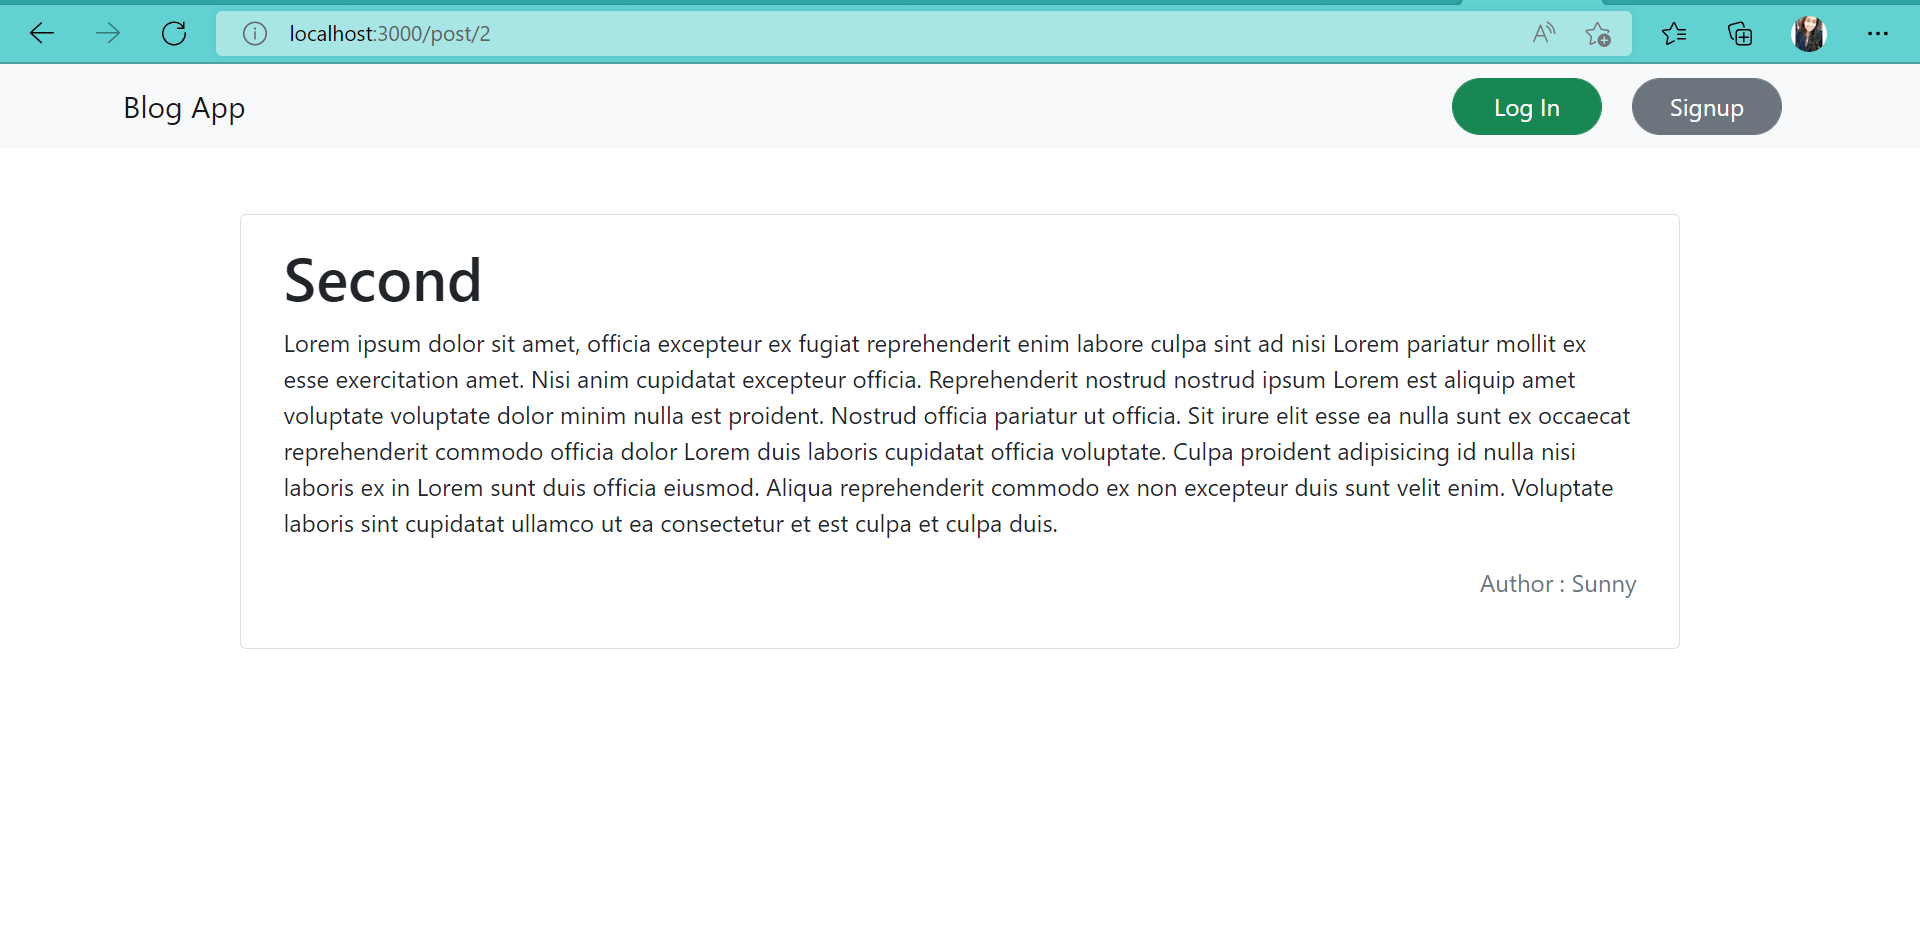 localhost:3000/post/2
Blog App
Log In
Signup
Second
Lorem ipsum dolor sit amet, officia excepteur ex fugiat reprehenderit enim labore culpa sint ad nisi Lorem pariatur mollit ex
esse exercitation amet. Nisi anim cupidatat excepteur officia. Reprehenderit nostrud nostrud ipsum Lorem est aliquip amet
voluptate voluptate dolor minim nulla est proident. Nostrud officia pariatur ut officia. Sit irure elit esse ea nulla sunt ex occaecat
reprehenderit commodo officia dolor Lorem duis laboris cupidatat officia voluptate. Culpa proident adipisicing id nulla nisi
laboris ex in Lorem sunt duis officia eiusmod. Aliqua reprehenderit commodo ex non excepteur duis sunt velit enim. Voluptate
laboris sint cupidatat ullamco ut ea consectetur et est culpa et culpa duis.
Author : Sunny